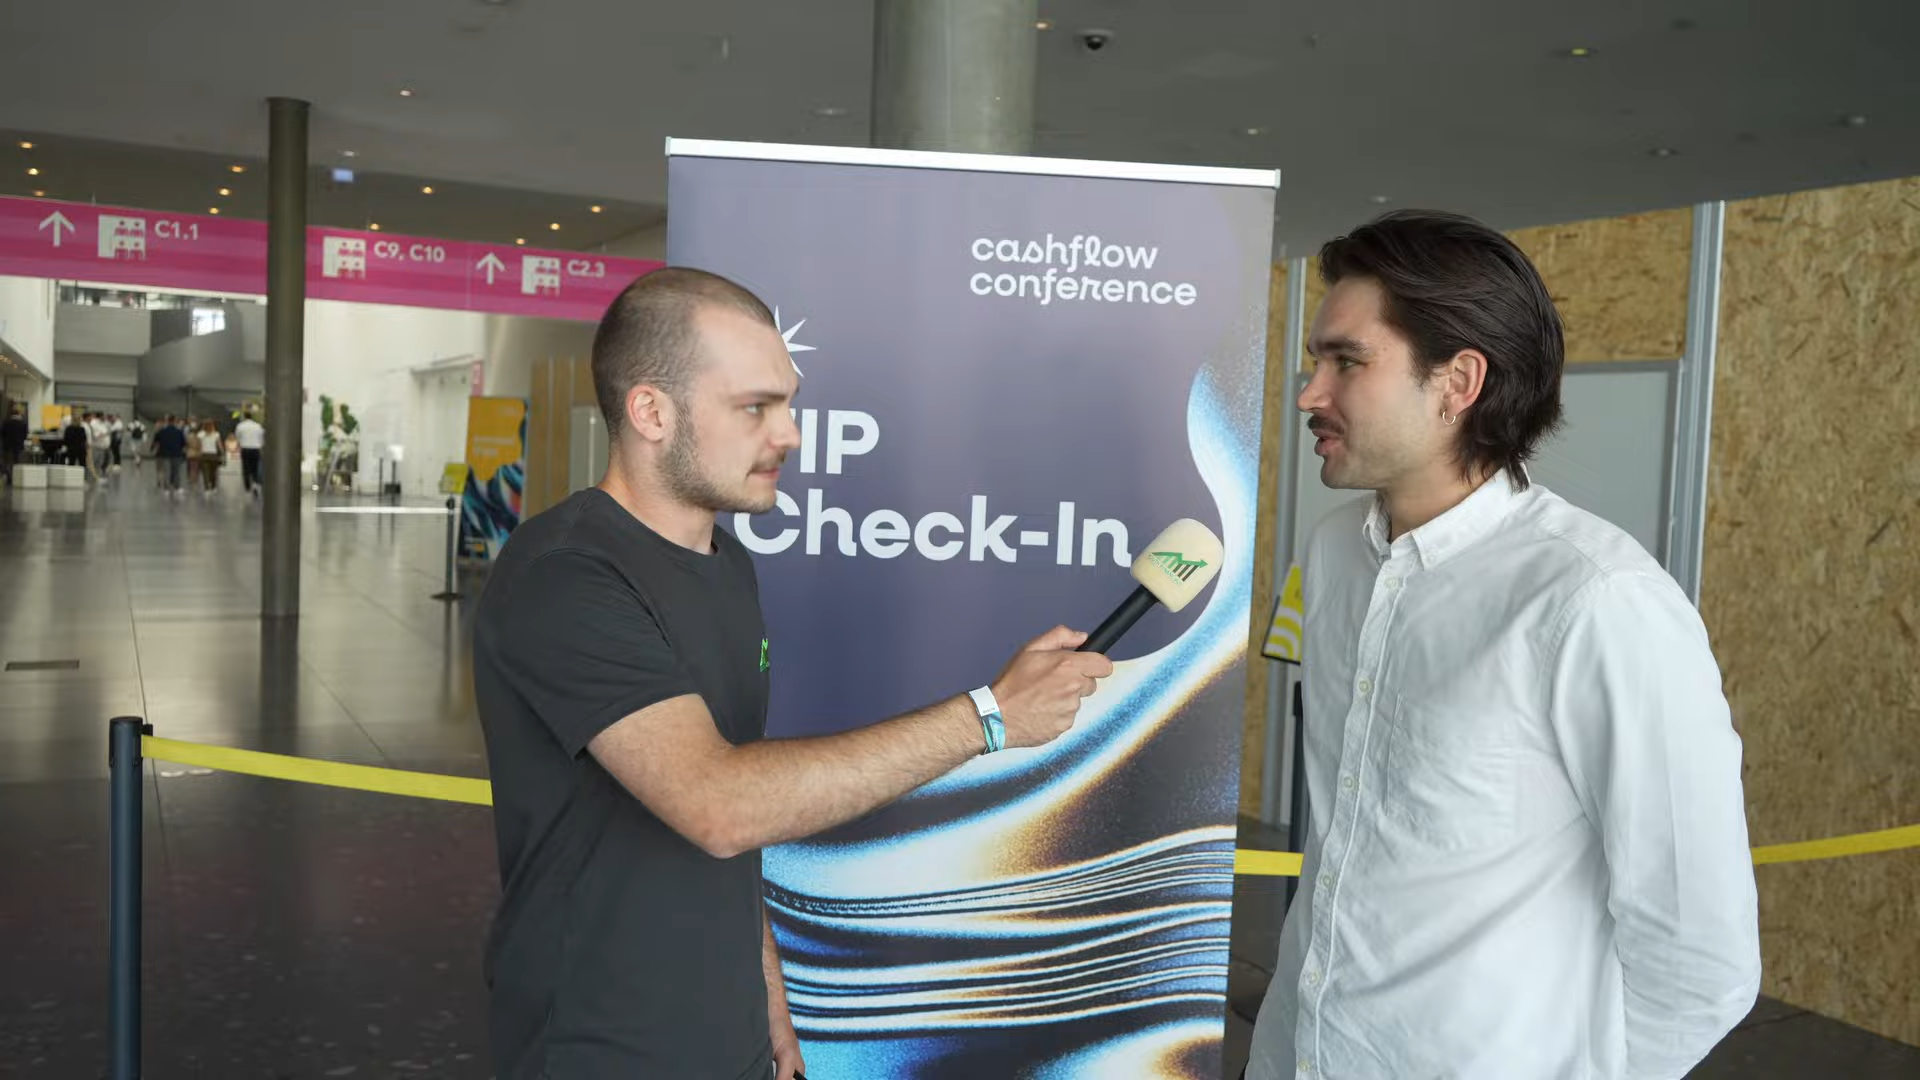 C1.1
C9, C10
C2.3
cashflow
conference
IP
Check-In